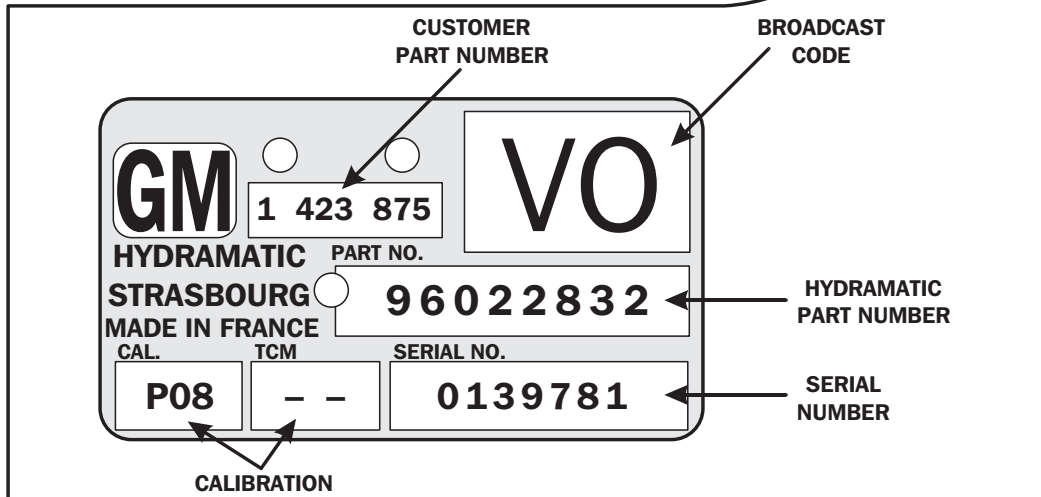 CUSTOMER
PART NUMBER
BROADCAST
CODE
GM
1 423 875
VO
HYDRAMATIC
STRASBOURG
MADE IN FRANCE
PART NO.
96022832
HYDRAMATIC
PART NUMBER
CAL.
TCM
SERIAL NO.
P08
– –
0139781
SERIAL
NUMBER
CALIBRATION